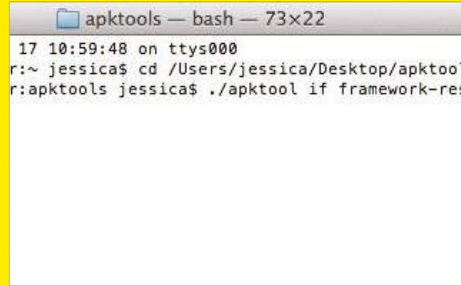 apktools — bash — 73×22
17 10:59:48 on ttys000
r:~ jessica$ cd /Users/jessica/Desktop/apktool
r:apktools jessica$ ./apktool if framework-res